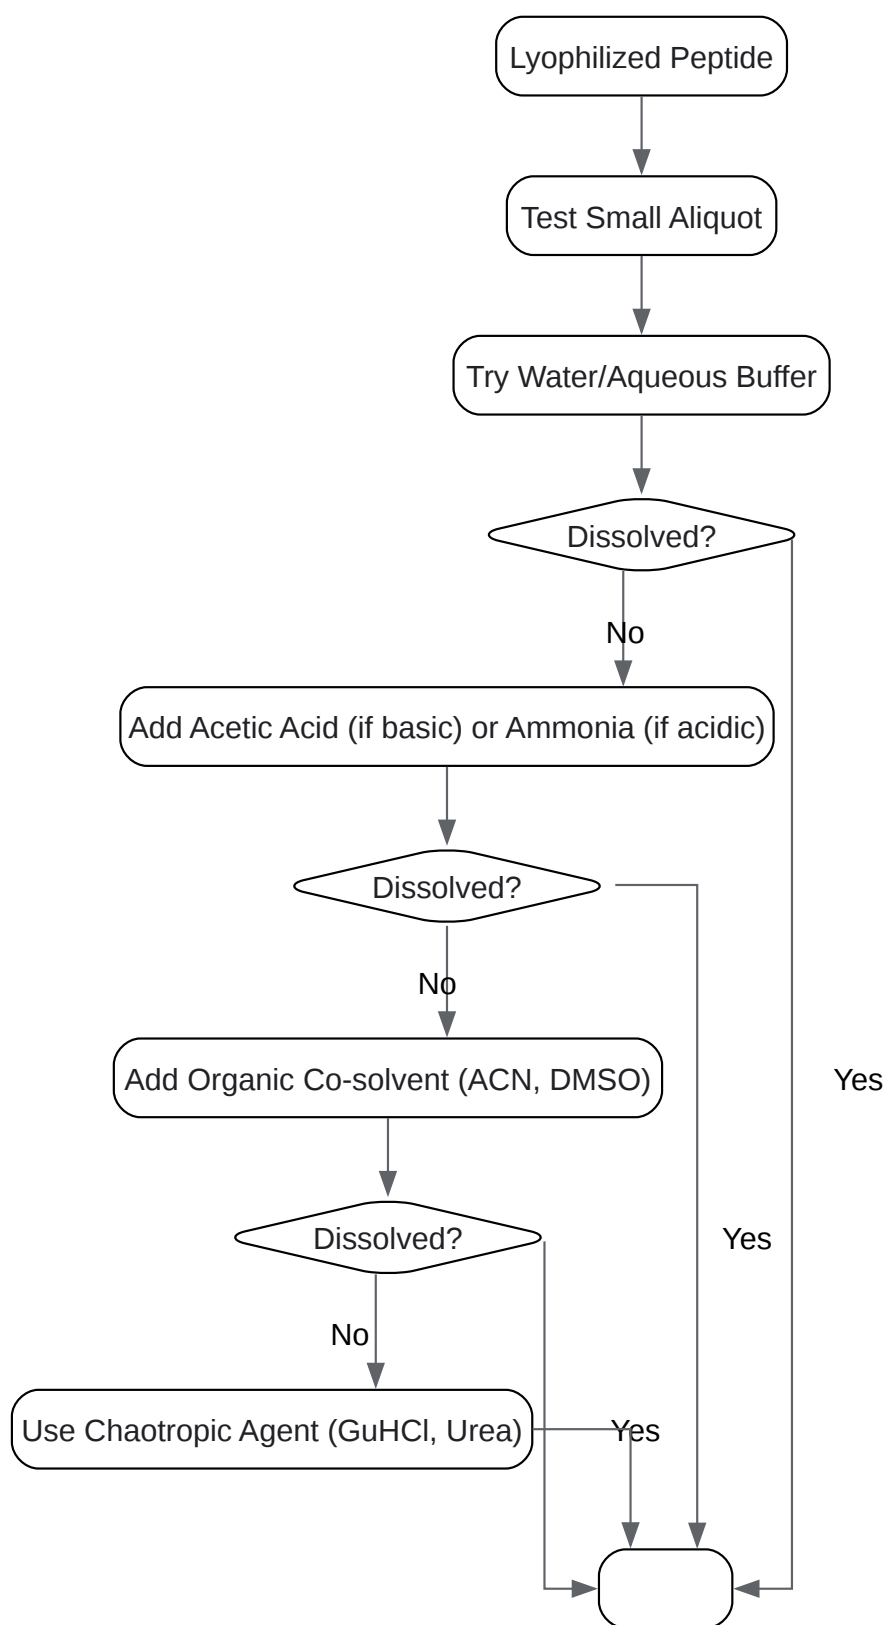 Lyophilized Peptide
Test Small Aliquot
Try Water/Aqueous Buffer
Dissolved?
No
Add Acetic Acid (if basic) or Ammonia (if acidic)
Dissolved?
No
Add Organic Co-solvent (ACN, DMSO)
Yes
Dissolved?
Yes
No
Use Chaotropic Agent (GuHCl, Urea)
Yes